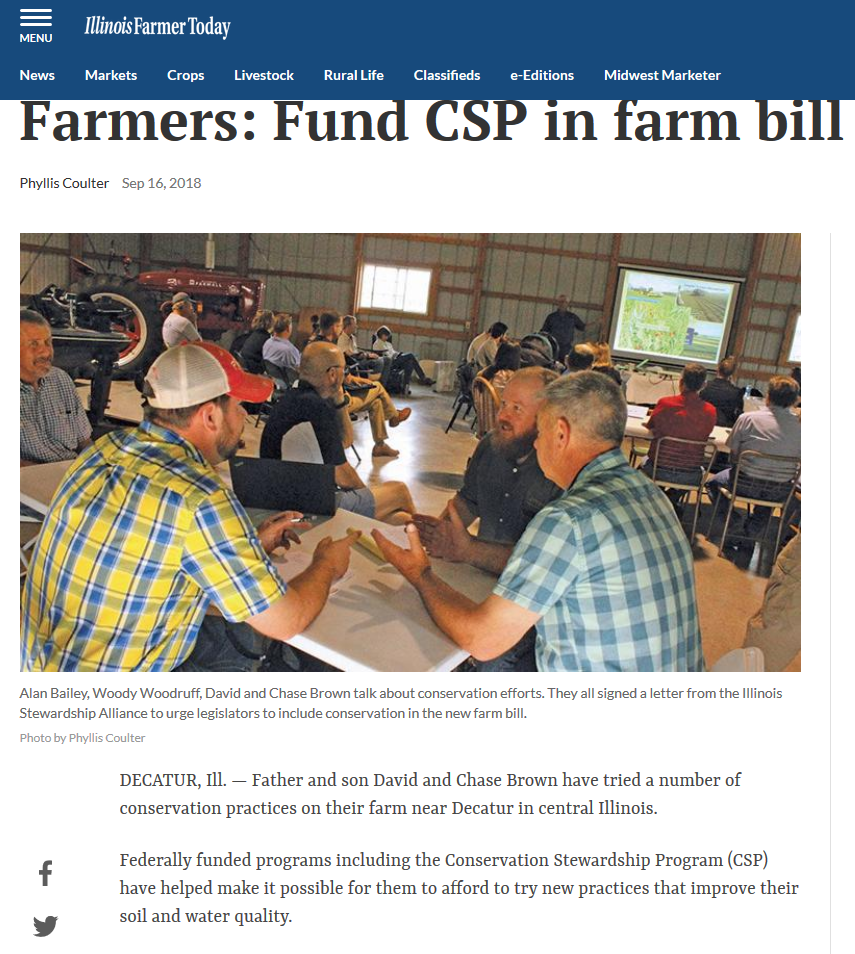 MENU
Illinois Farmer Today
News Markets Crops Livestock Rural Life Classifieds e-Editions Midwest Marketer
Farmers: Fund CSP in farm bill
Phyllis Coulter Sep 16, 2018
Alan Bailey, Woody Woodruff, David and Chase Brown talk about conservation efforts. They all signed a letter from the Illinois
Stewardship Alliance to urge legislators to include conservation in the new farm bill.
Photo by Phyllis Coulter
DECATUR, Ill. — Father and son David and Chase Brown have tried a number of
conservation practices on their farm near Decatur in central Illinois.
Federally funded programs including the Conservation Stewardship Program (CSP)
have helped make it possible for them to afford to try new practices that improve their
soil and water quality.